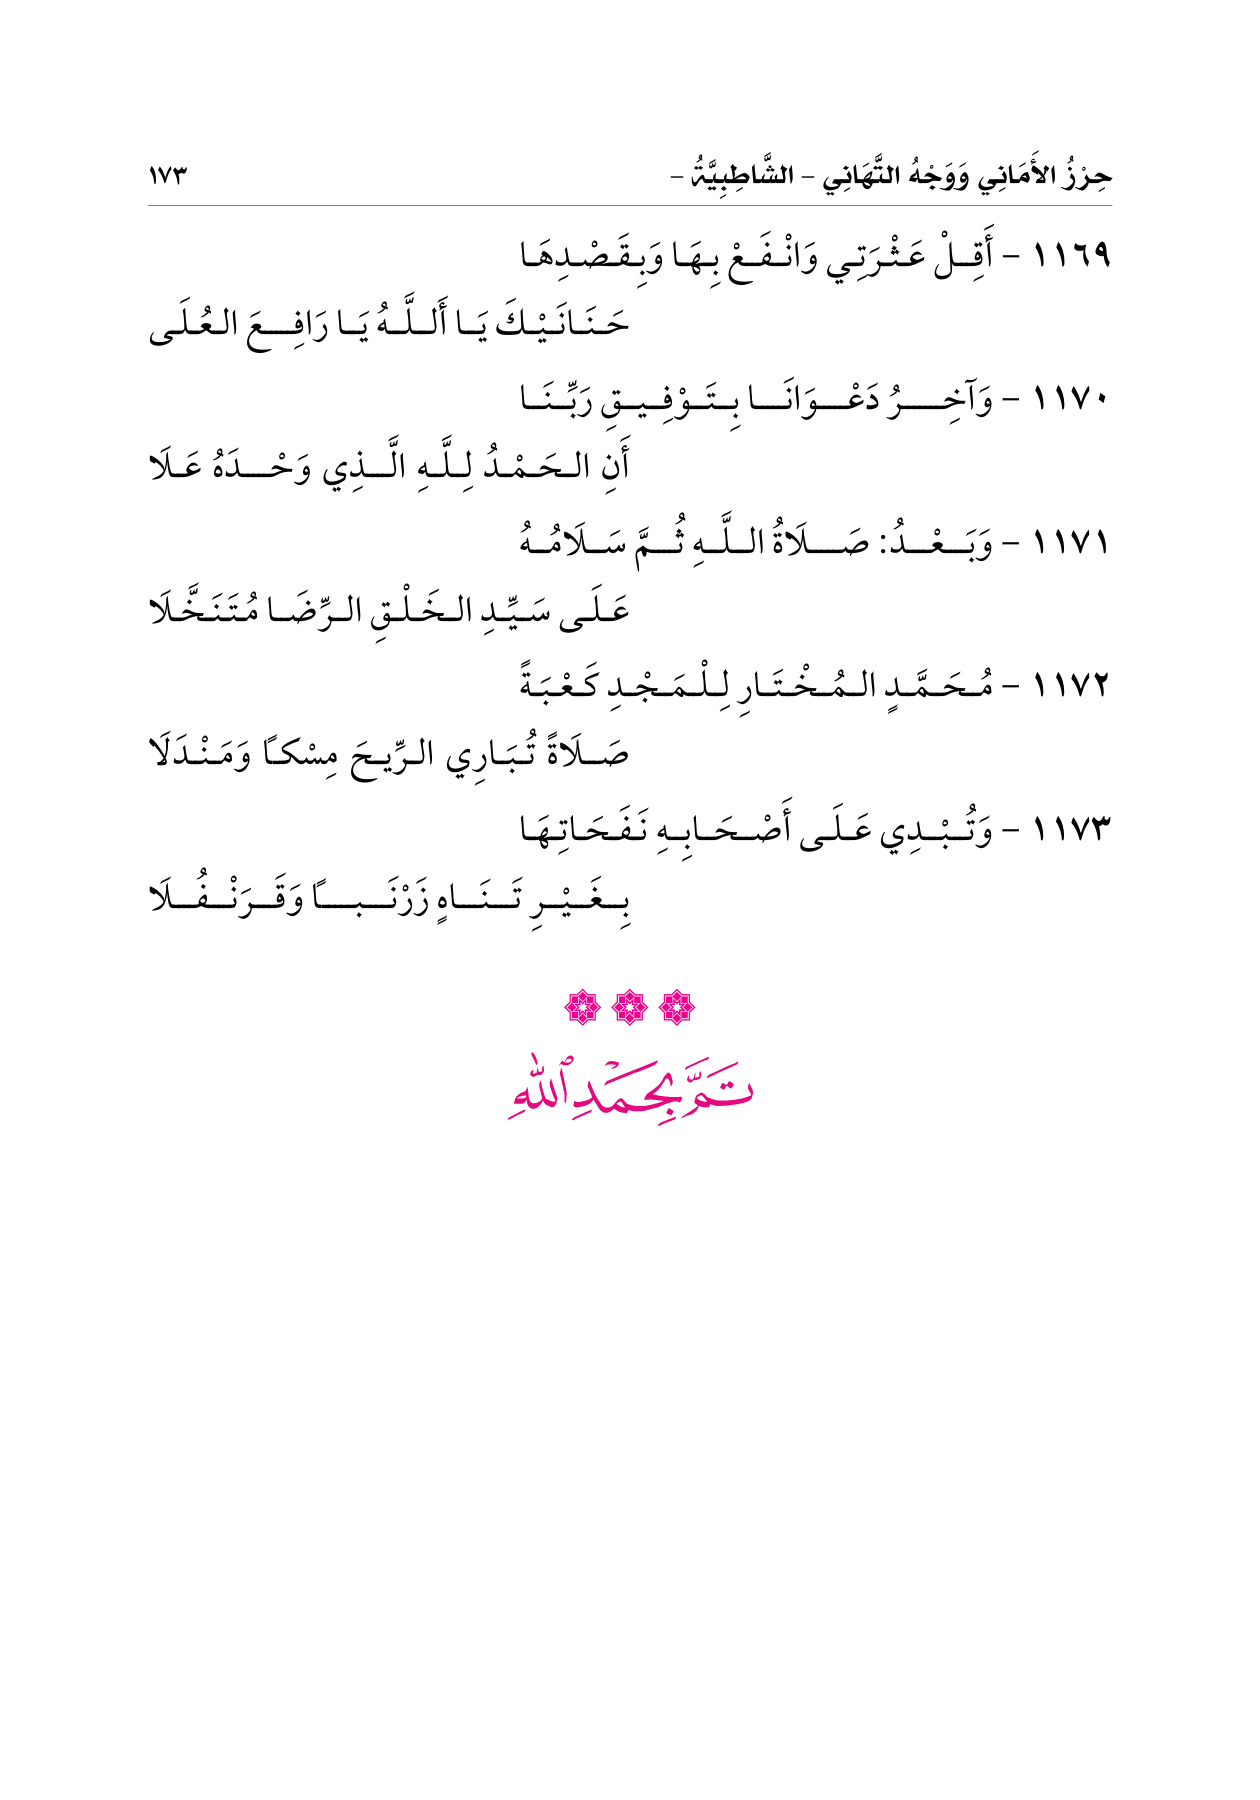 حِرْزُ الأَمَانِي وَوَجْهُ التَّهَانِي – الشَّاطِبِيَّةُ – ١٧٣
١١٦٩ – أَقِلْ عَثْرَتِي وَانْفَعْ بِهَا وَبِقَصْدِهَا
حَنَانَيْكَ يَا أَللَّهُ يَا رَافِعَ العُلَى
١١٧٠ – وَآخِرُ دَعْوَانَا بِتَوْفِيقِ رَبِّنَا
أَنِ الحَمْدُ لِلَّهِ الَّذِي وَحْدَهُ عَلَا
١١٧١ – وَبَعْدُ: صَلَاةُ اللَّهِ ثُمَّ سَلَامُهُ
عَلَى سَيِّدِ الخَلْقِ الرِّضَا مُتَنَخَّلَا
١١٧٢ – مُحَمَّدٍ المُخْتَارِ لِلْمَجْدِ كَعْبَةً
صَلَاةً تُبَارِي الرِّيحَ مِسْكًا وَمَنْدَلَا
١١٧٣ – وَتُبْدِي عَلَى أَصْحَابِهِ نَفَحَاتِهَا
بِغَيْرِ تَنَاهٍ زَرْنَبًا وَقَرَنْفُلَا
تَمَّ بِحَمْدِ ٱللَّهِ